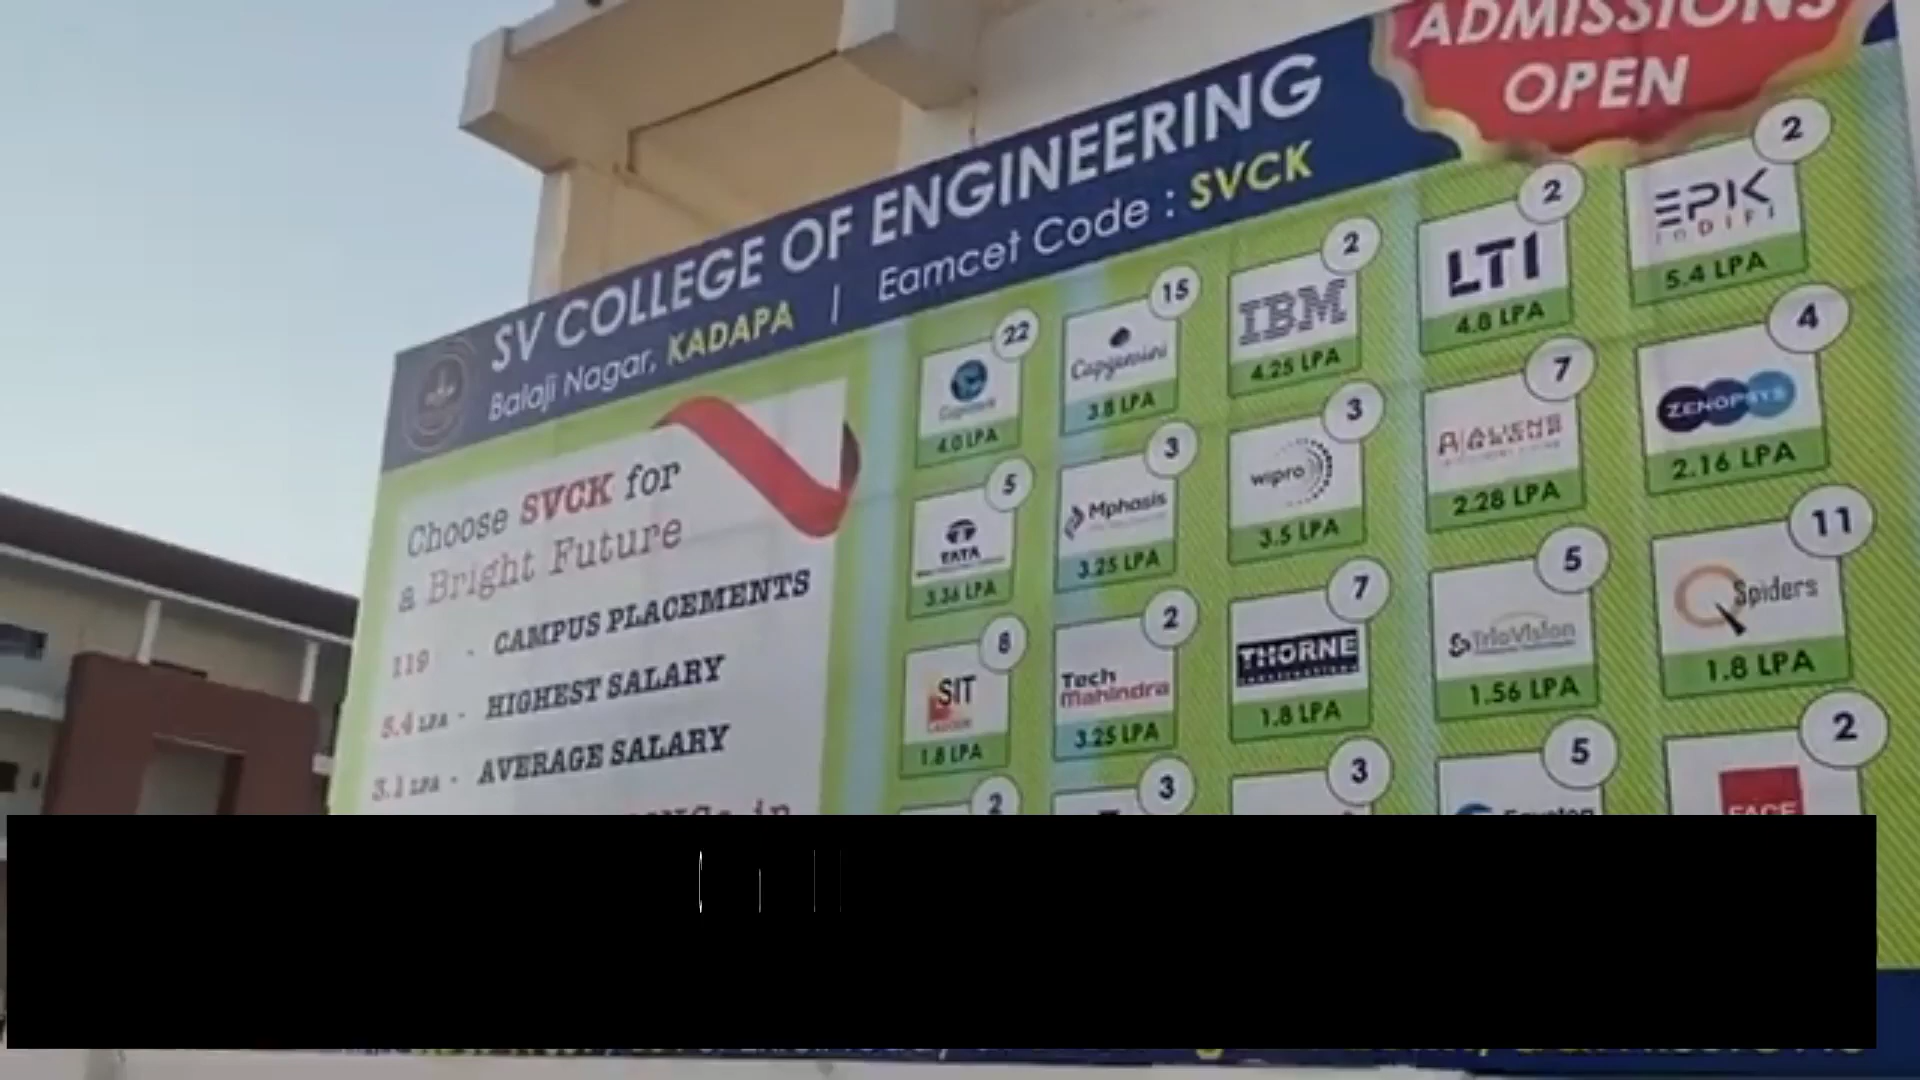 ADMISSIONS
OPEN
SV COLLEGE OF ENGINEERING
Balaji Nagar, KADAPA | Eamcet Code : SVCK
Choose SVCK for
a Bright Future
119 - CAMPUS PLACEMENTS
5.4 LPA - HIGHEST SALARY
3.1 LPA - AVERAGE SALARY
in
22
4.0 LPA
15
Capgemini
3.8 LPA
2
IBM
4.25 LPA
2
LTI
4.8 LPA
2
EPIK
InDIFI
5.4 LPA
5
TATA
3.36 LPA
3
Mphasis
3.25 LPA
3
wipro
3.5 LPA
7
2.28 LPA
4
ZENOPSYS
2.16 LPA
8
SIT
1.8 LPA
2
Tech
Mahindra
3.25 LPA
7
THORNE
1.8 LPA
5
TrioVision
1.56 LPA
11
Spiders
1.8 LPA
2
3
3
5
2
FACE